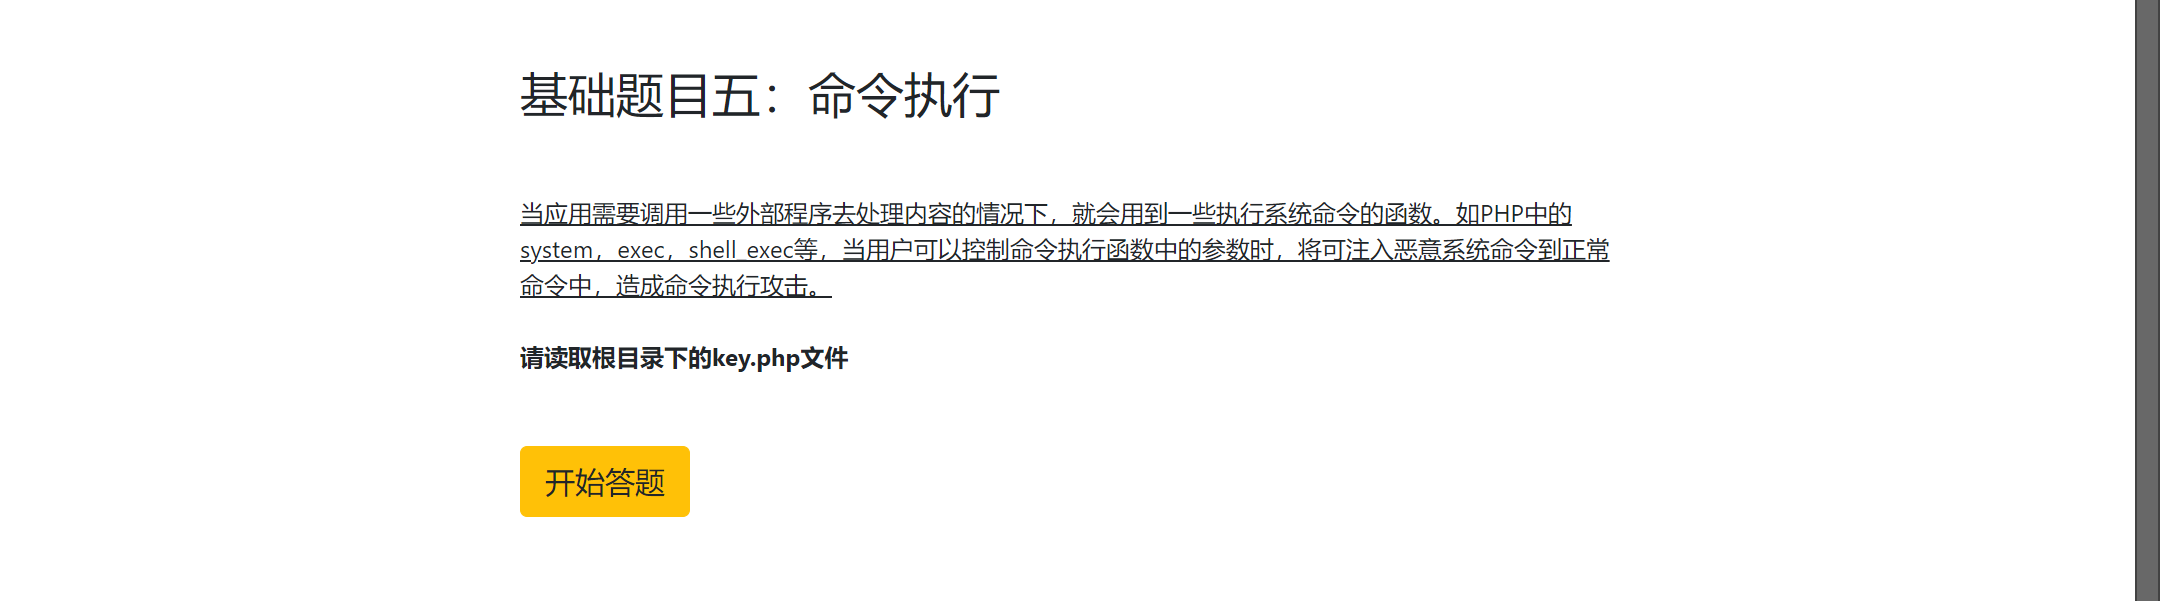 基础题目五：命令执行
当应用需要调用一些外部程序去处理内容的情况下，就会用到一些执行系统命令的函数。如PHP中的
system，exec，shell_exec等，当用户可以控制命令执行函数中的参数时，将可注入恶意系统命令到正常
命令中，造成命令执行攻击。
请读取根目录下的key.php文件
开始答题